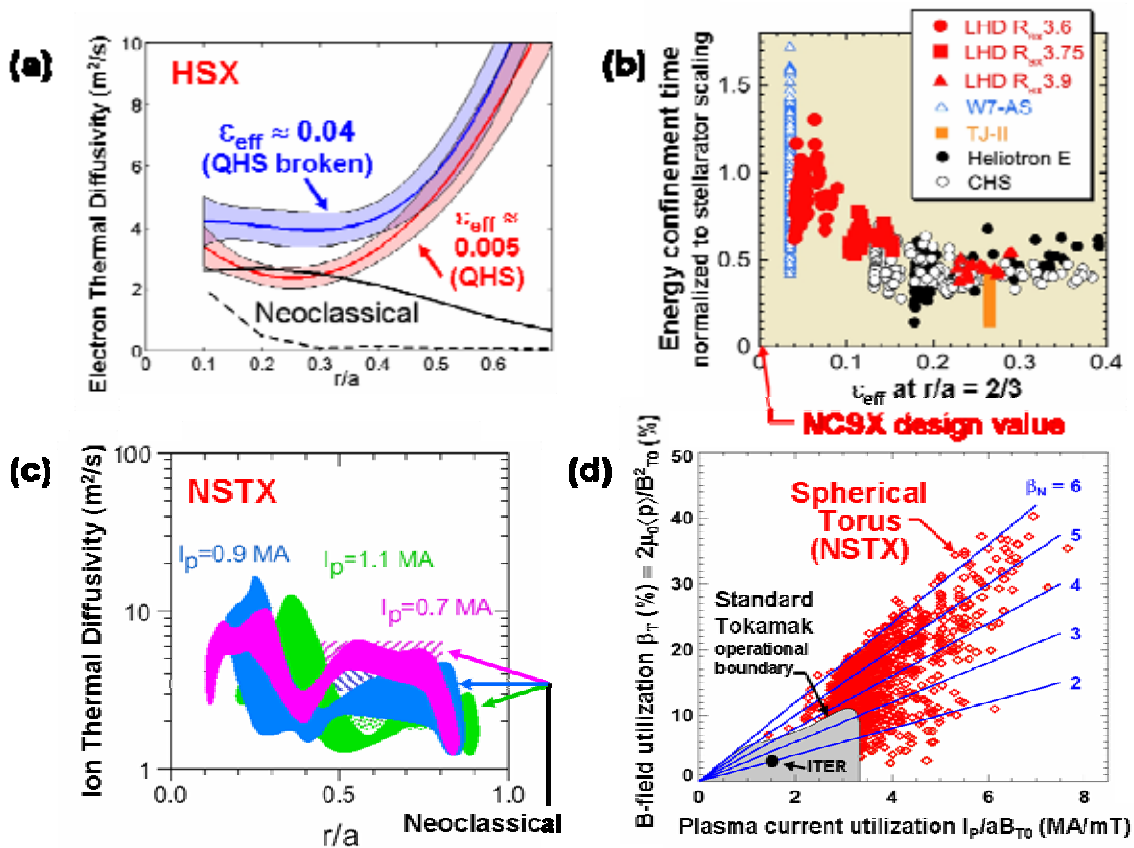 (a)
Electron Thermal Diffusivity (m²/s)
10
8
6
4
2
0
HSX
εeff ≈ 0.04
(QHS broken)
εeff ≈
0.005
(QHS)
Neoclassical
0
0.1
0.2
0.3
0.4
0.5
0.6
r/a
(b)
Energy confinement time
normalized to stellarator scaling
1.5
1.0
0.5
0
LHD Rax3.6
LHD Rax3.75
LHD Rax3.9
W7-AS
TJ-II
Heliotron E
CHS
0
0.1
0.2
0.3
0.4
εeff at r/a = 2/3
NCSX design value
(c)
Ion Thermal Diffusivity (m²/s)
100
10
1
NSTX
Ip=0.9 MA
Ip=1.1 MA
Ip=0.7 MA
0
0.5
1
r/a
Neoclassical
(d)
B-field utilization βT (%) = 2μ0⟨p⟩/B²T0 (%)
50
40
30
20
10
0
Spherical
Torus
(NSTX)
βN = 6
5
4
3
2
Standard
Tokamak
operational
boundary
ITER
0
2
4
6
8
Plasma current utilization IP/aBT0 (MA/mT)